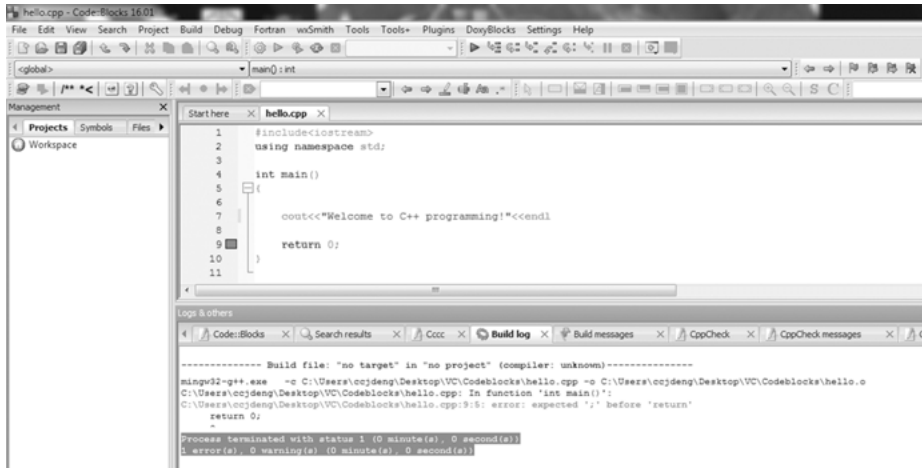 hello.cpp - Code::Blocks 16.01
File Edit View Search Project Build Debug Fortran wxSmith Tools Tools+ Plugins DoxyBlocks Settings Help
<global>
main() : int
/** *<
S C
Management
Projects Symbols Files
Workspace
Start here hello.cpp
1 #include<iostream>
2 using namespace std;
3
4 int main()
5 {
6
7 cout<<"Welcome to C++ programming!"<<endl
8
9 return 0;
10 }
11
Logs & others
Code::Blocks Search results Cccc Build log Build messages CppCheck CppCheck messages
-------------- Build file: "no target" in "no project" (compiler: unknown)---------------
mingw32-g++.exe -c C:\Users\ccjdeng\Desktop\VC\Codeblocks\hello.cpp -o C:\Users\ccjdeng\Desktop\VC\Codeblocks\hello.o
C:\Users\ccjdeng\Desktop\VC\Codeblocks\hello.cpp: In function 'int main()':
C:\Users\ccjdeng\Desktop\VC\Codeblocks\hello.cpp:9:5: error: expected ';' before 'return'
return 0;
^
Process terminated with status 1 (0 minute(s), 0 second(s))
1 error(s), 0 warning(s) (0 minute(s), 0 second(s))